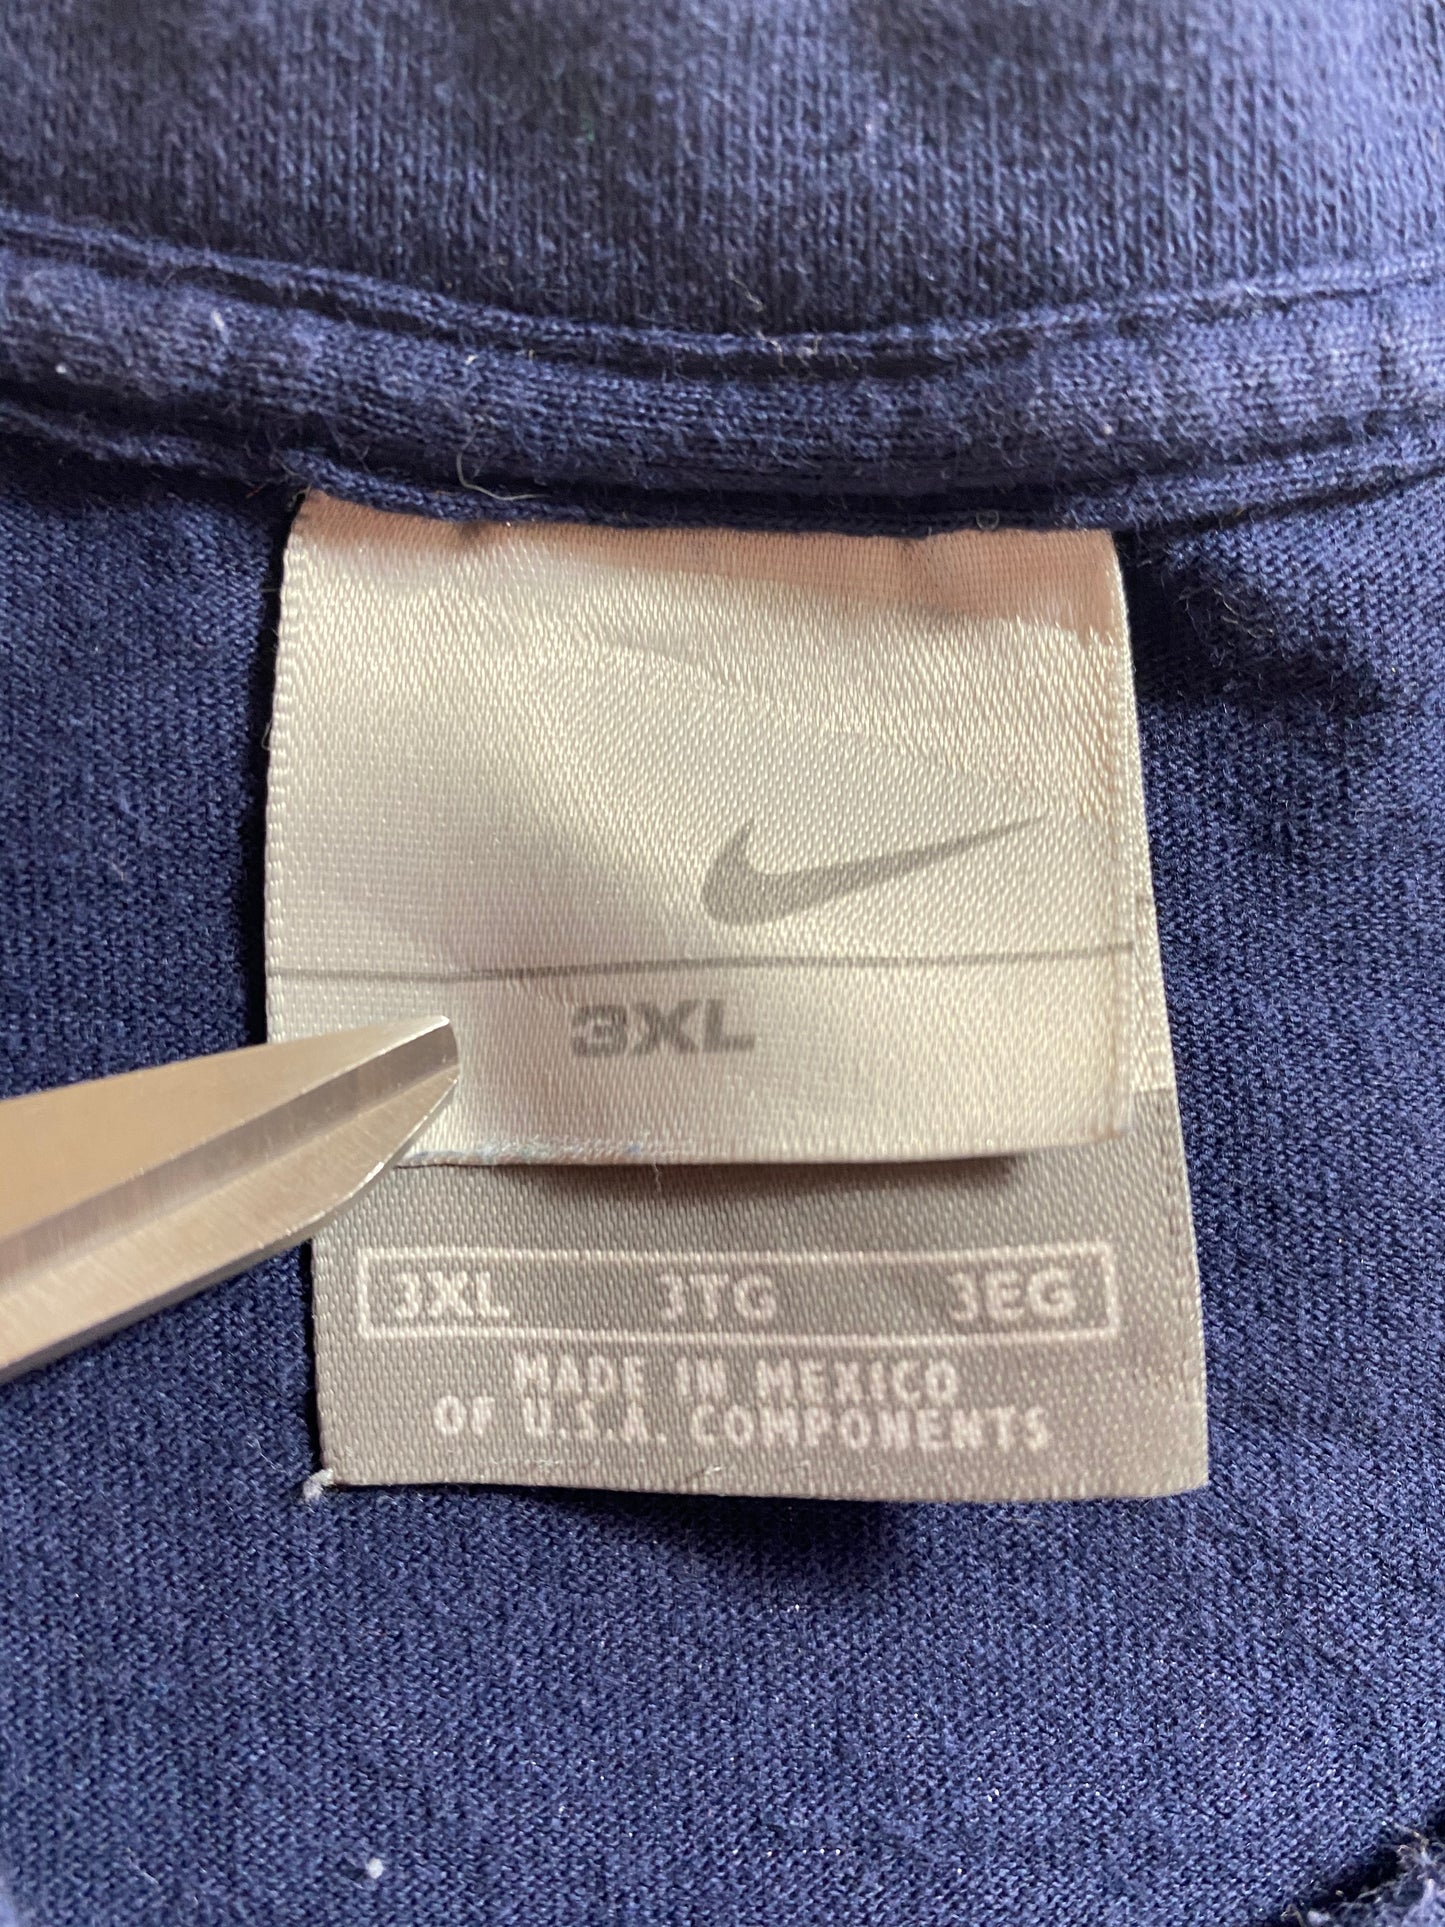 3XL
3XL 3TG 3EG
MADE IN MEXICO
OF U.S.A. COMPONENTS